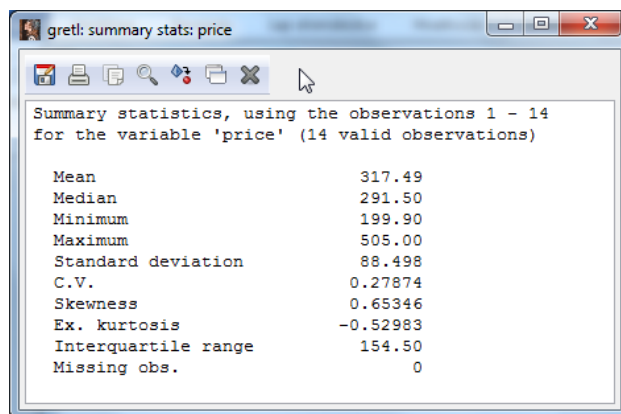 gretl: summary stats: price
Summary statistics, using the observations 1 - 14
for the variable 'price' (14 valid observations)
Mean 317.49
Median 291.50
Minimum 199.90
Maximum 505.00
Standard deviation 88.498
C.V. 0.27874
Skewness 0.65346
Ex. kurtosis -0.52983
Interquartile range 154.50
Missing obs. 0